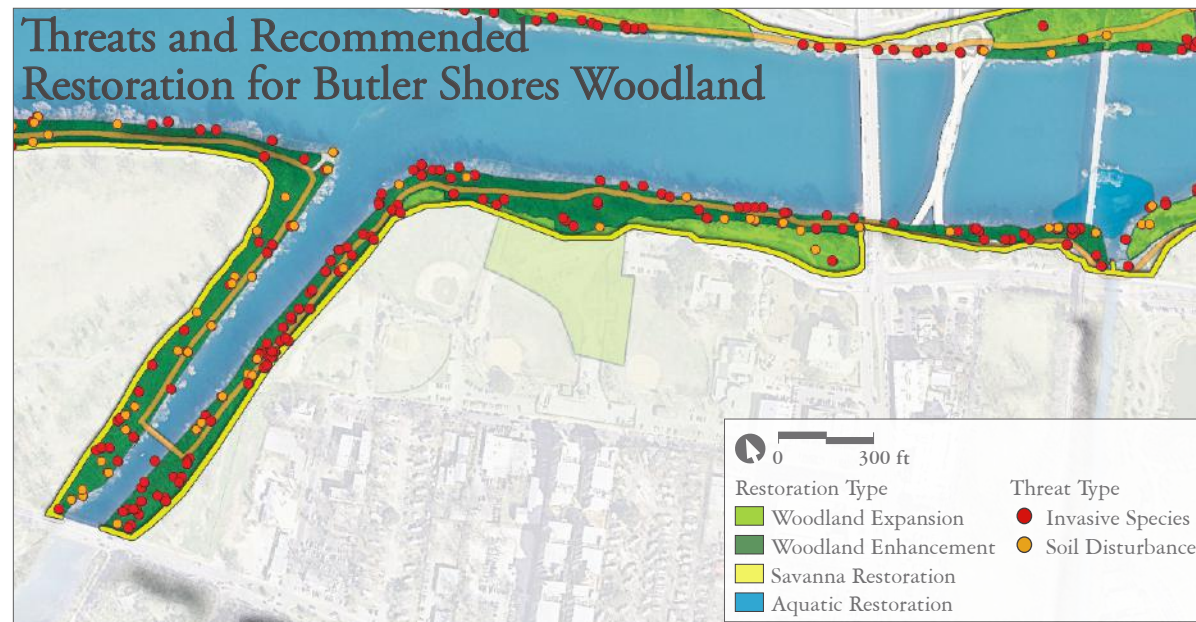 Threats and Recommended
Restoration for Butler Shores Woodland
0 300 ft
Restoration Type
Woodland Expansion
Woodland Enhancement
Savanna Restoration
Aquatic Restoration
Threat Type
Invasive Species
Soil Disturbance